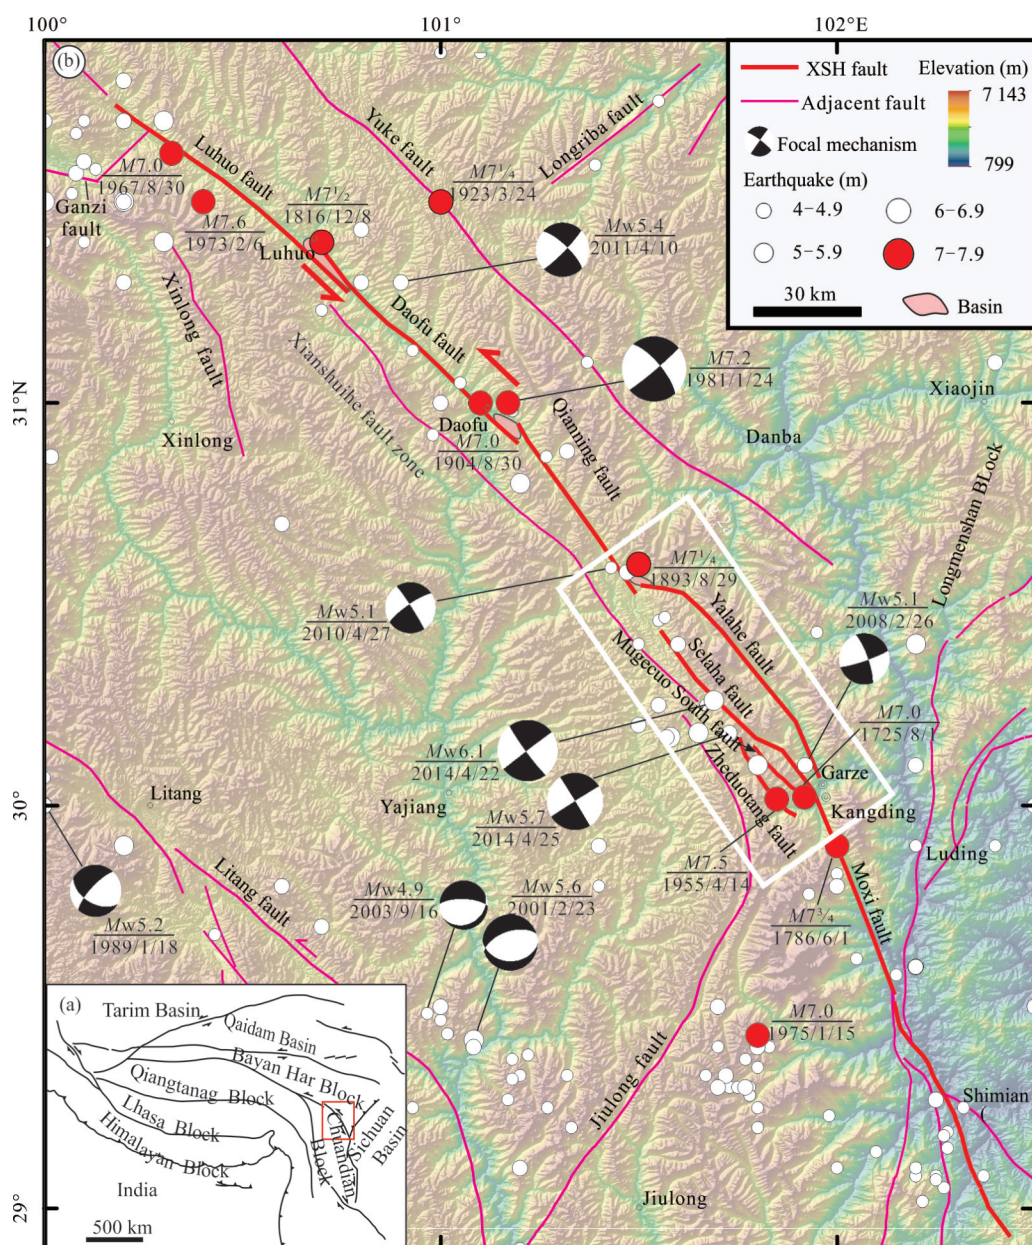 100°
101°
102°E
(b)
XSH fault
Adjacent fault
Focal mechanism
Elevation (m)
7 143
799
Earthquake (m)
4-4.9
5-5.9
6-6.9
7-7.9
30 km
Basin
Luhuo fault
Yuke fault
Longriba fault
M7.0
1967/8/30
Ganzi
fault
M7.6
1973/2/6
M7½
1816/12/8
Luhuo
M7¼
1923/3/24
Mw5.4
2011/4/10
Xinlong fault
Xinlong
Daofu fault
Xianshuihe fault zone
M7.2
1981/1/24
31°N
Daofu
M7.0
1904/8/30
Qianning fault
Xiaojin
Danba
Longmenshan BLock
M7¼
1893/8/29
Mw5.1
2010/4/27
Yalahe fault
Mw5.1
2008/2/26
Selaha fault
Mugecuo South fault
Zheduotang fault
M7.0
1725/8/1
Mw6.1
2014/4/22
Mw5.7
2014/4/25
Garze
Kangding
30°
Litang
Yajiang
Luding
M7.5
1955/4/14
Mw5.2
1989/1/18
Litang fault
Mw4.9
2003/9/16
Mw5.6
2001/2/23
M7¾
1786/6/1
Moxi fault
M7.0
1975/1/15
Jiulong fault
Shimian
Jiulong
29°
(a)
Tarim Basin
Qaidam Basin
Bayan Har Block
Qiangtanag Block
Lhasa Block
Himalayan Block
Chuandian
Block
Sichuan
Basin
India
500 km